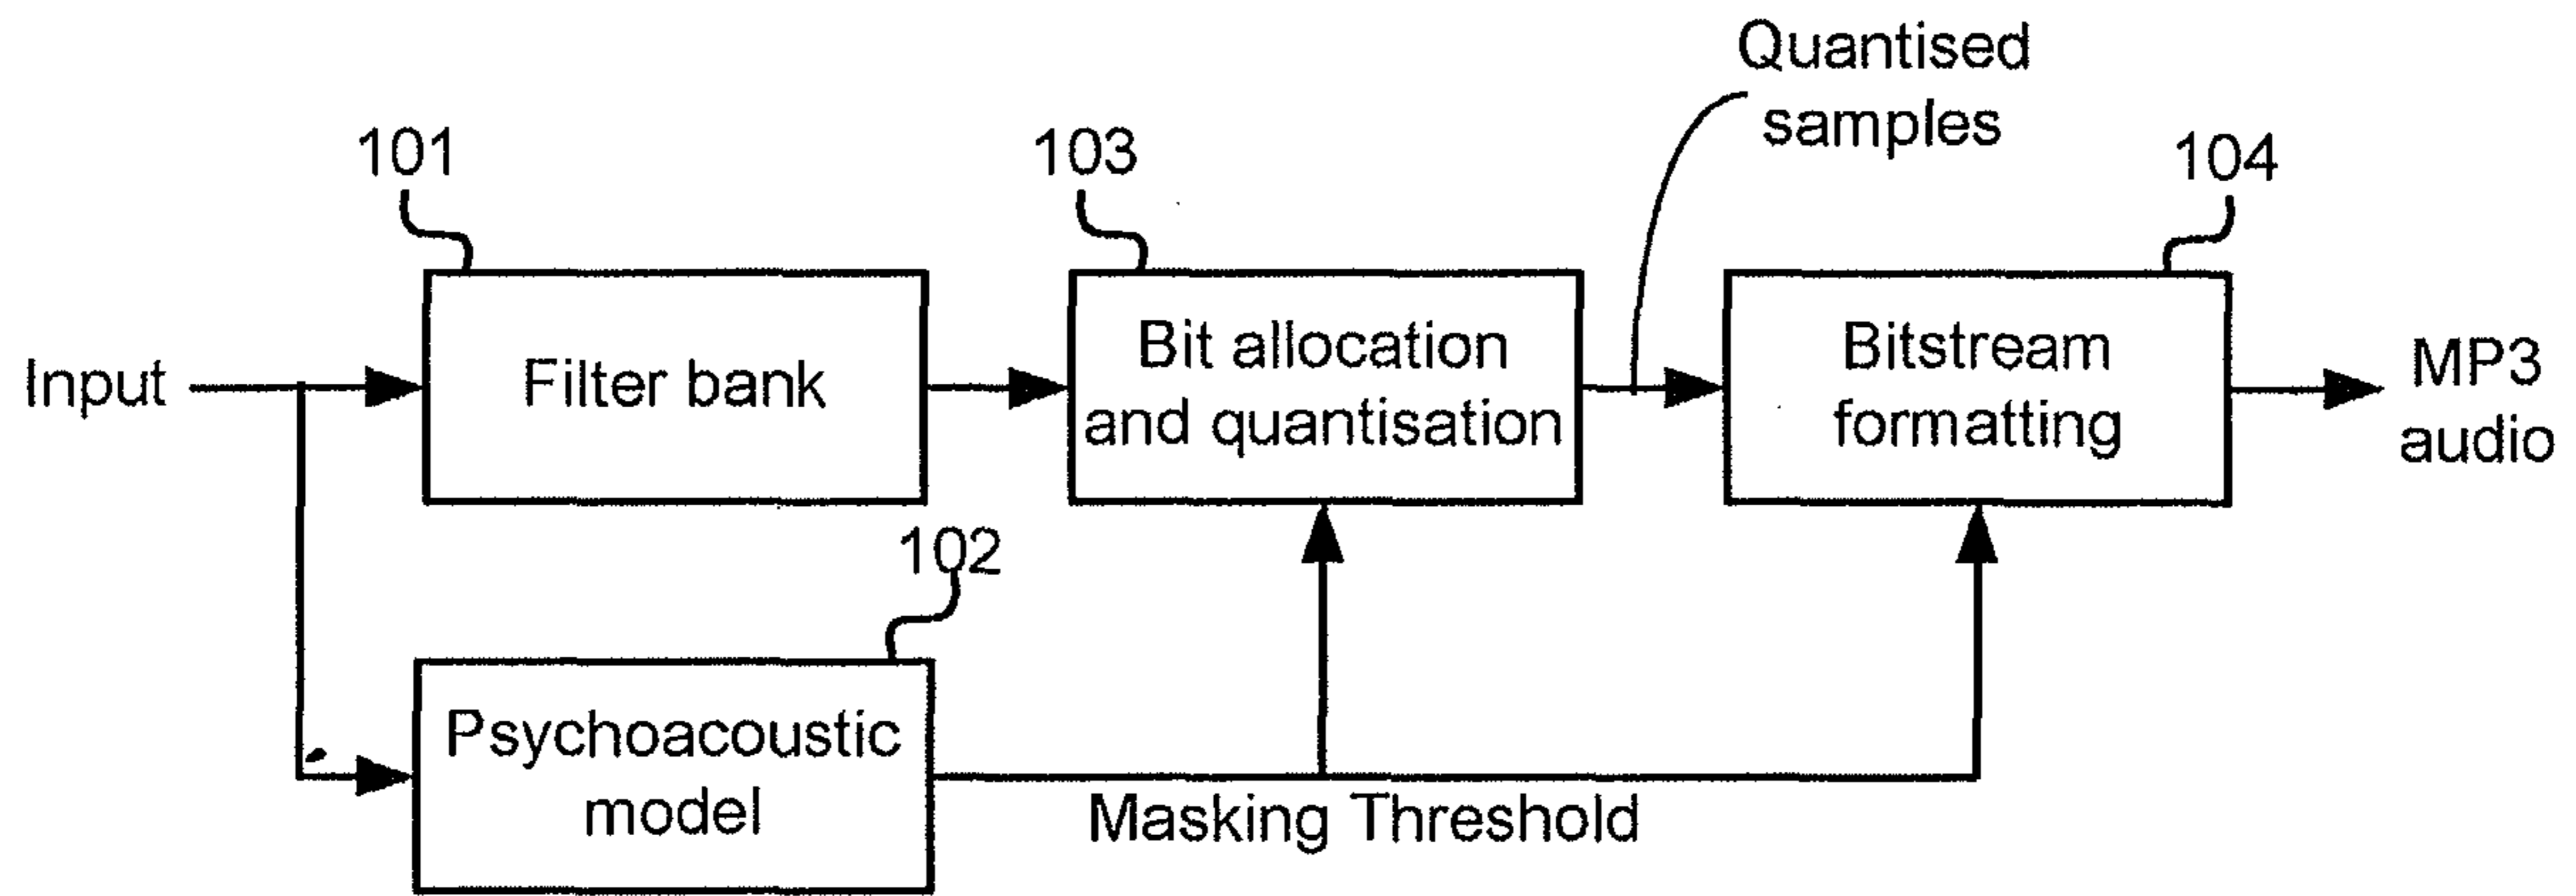 Quantised
samples
101
103
104
Input
Filter bank
Bit allocation
and quantisation
Bitstream
formatting
MP3
audio
102
Psychoacoustic
model
Masking Threshold